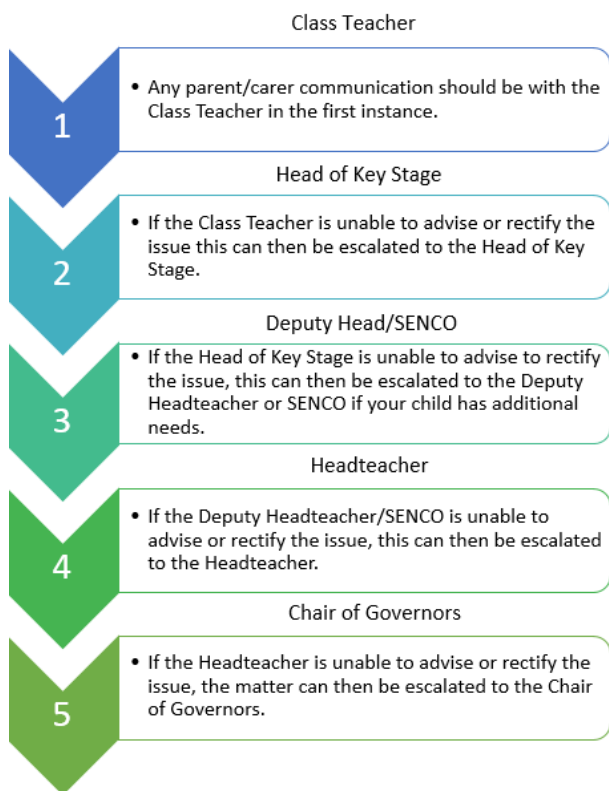 Class Teacher
1
• Any parent/carer communication should be with the
Class Teacher in the first instance.
Head of Key Stage
2
• If the Class Teacher is unable to advise or rectify the
issue this can then be escalated to the Head of Key
Stage.
Deputy Head/SENCO
3
• If the Head of Key Stage is unable to advise to rectify
the issue, this can then be escalated to the Deputy
Headteacher or SENCO if your child has additional
needs.
Headteacher
4
• If the Deputy Headteacher/SENCO is unable to
advise or rectify the issue, this can then be escalated
to the Headteacher.
Chair of Governors
5
• If the Headteacher is unable to advise or rectify the
issue, the matter can then be escalated to the Chair
of Governors.